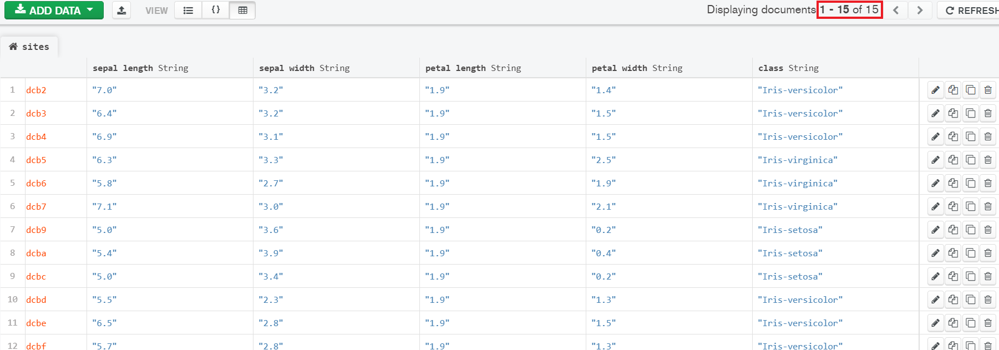 ADD DATA VIEW { } Displaying documents 1 - 15 of 15 REFRESH
sites
sepal length String sepal width String petal length String petal width String class String
1 dcb2 "7.0" "3.2" "1.9" "1.4" "Iris-versicolor"
2 dcb3 "6.4" "3.2" "1.9" "1.5" "Iris-versicolor"
3 dcb4 "6.9" "3.1" "1.9" "1.5" "Iris-versicolor"
4 dcb5 "6.3" "3.3" "1.9" "2.5" "Iris-virginica"
5 dcb6 "5.8" "2.7" "1.9" "1.9" "Iris-virginica"
6 dcb7 "7.1" "3.0" "1.9" "2.1" "Iris-virginica"
7 dcb9 "5.0" "3.6" "1.9" "0.2" "Iris-setosa"
8 dcba "5.4" "3.9" "1.9" "0.4" "Iris-setosa"
9 dcbc "5.0" "3.4" "1.9" "0.2" "Iris-setosa"
10 dcbd "5.5" "2.3" "1.9" "1.3" "Iris-versicolor"
11 dcbe "6.5" "2.8" "1.9" "1.5" "Iris-versicolor"
12 dcbf "5.7" "2.8" "1.9" "1.3" "Iris-versicolor"